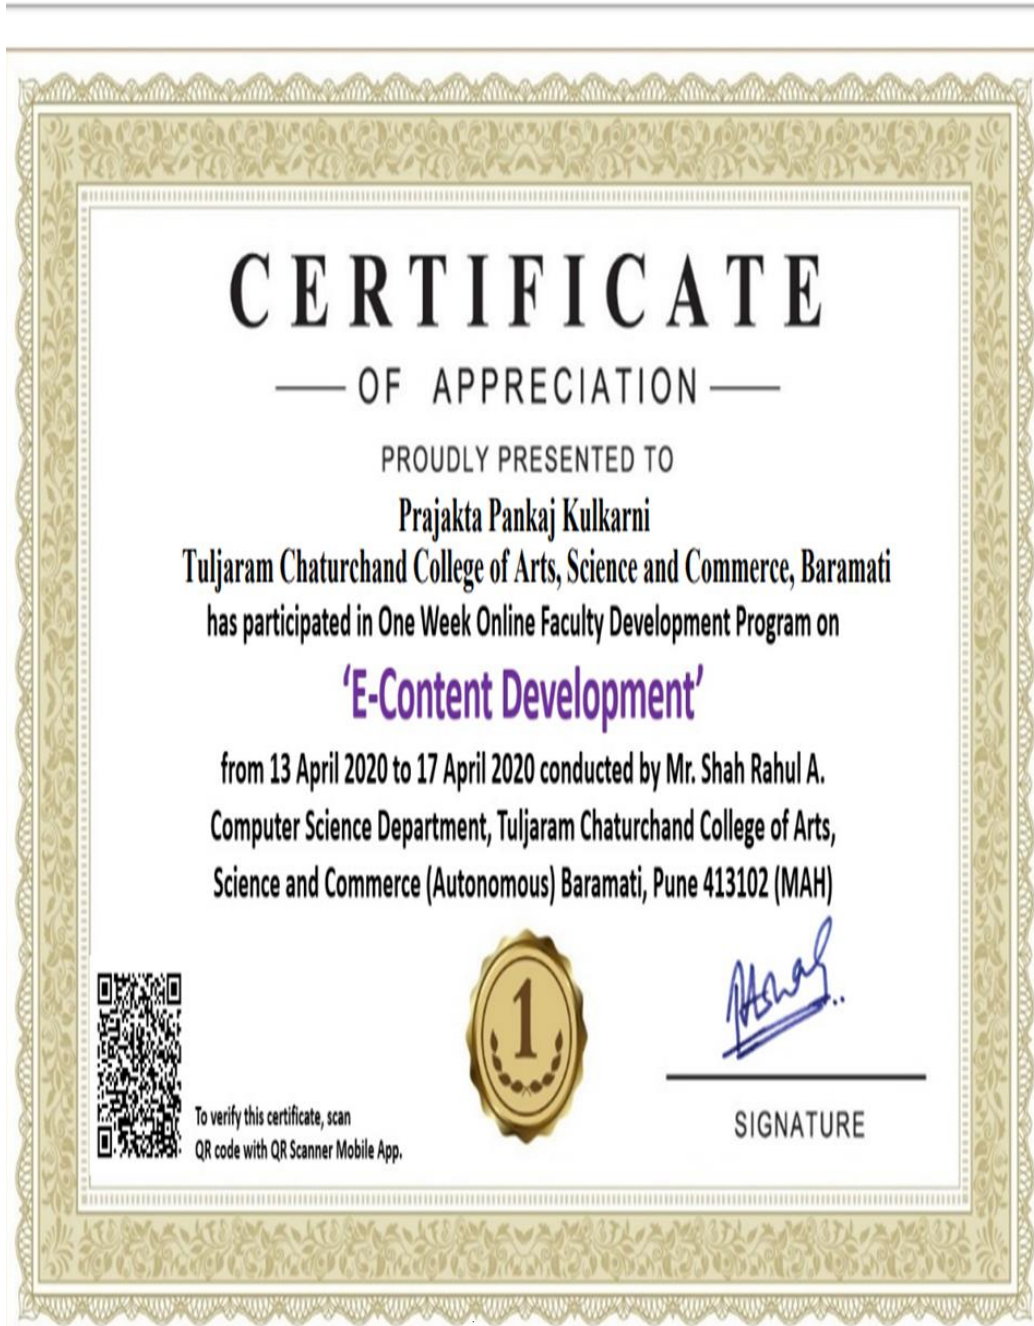 CERTIFICATE
OF APPRECIATION
PROUDLY PRESENTED TO
Prajakta Pankaj Kulkarni
Tuljaram Chaturchand College of Arts, Science and Commerce, Baramati
has participated in One Week Online Faculty Development Program on
‘E-Content Development’
from 13 April 2020 to 17 April 2020 conducted by Mr. Shah Rahul A.
Computer Science Department, Tuljaram Chaturchand College of Arts,
Science and Commerce (Autonomous) Baramati, Pune 413102 (MAH)
1
To verify this certificate, scan
QR code with QR Scanner Mobile App.
SIGNATURE